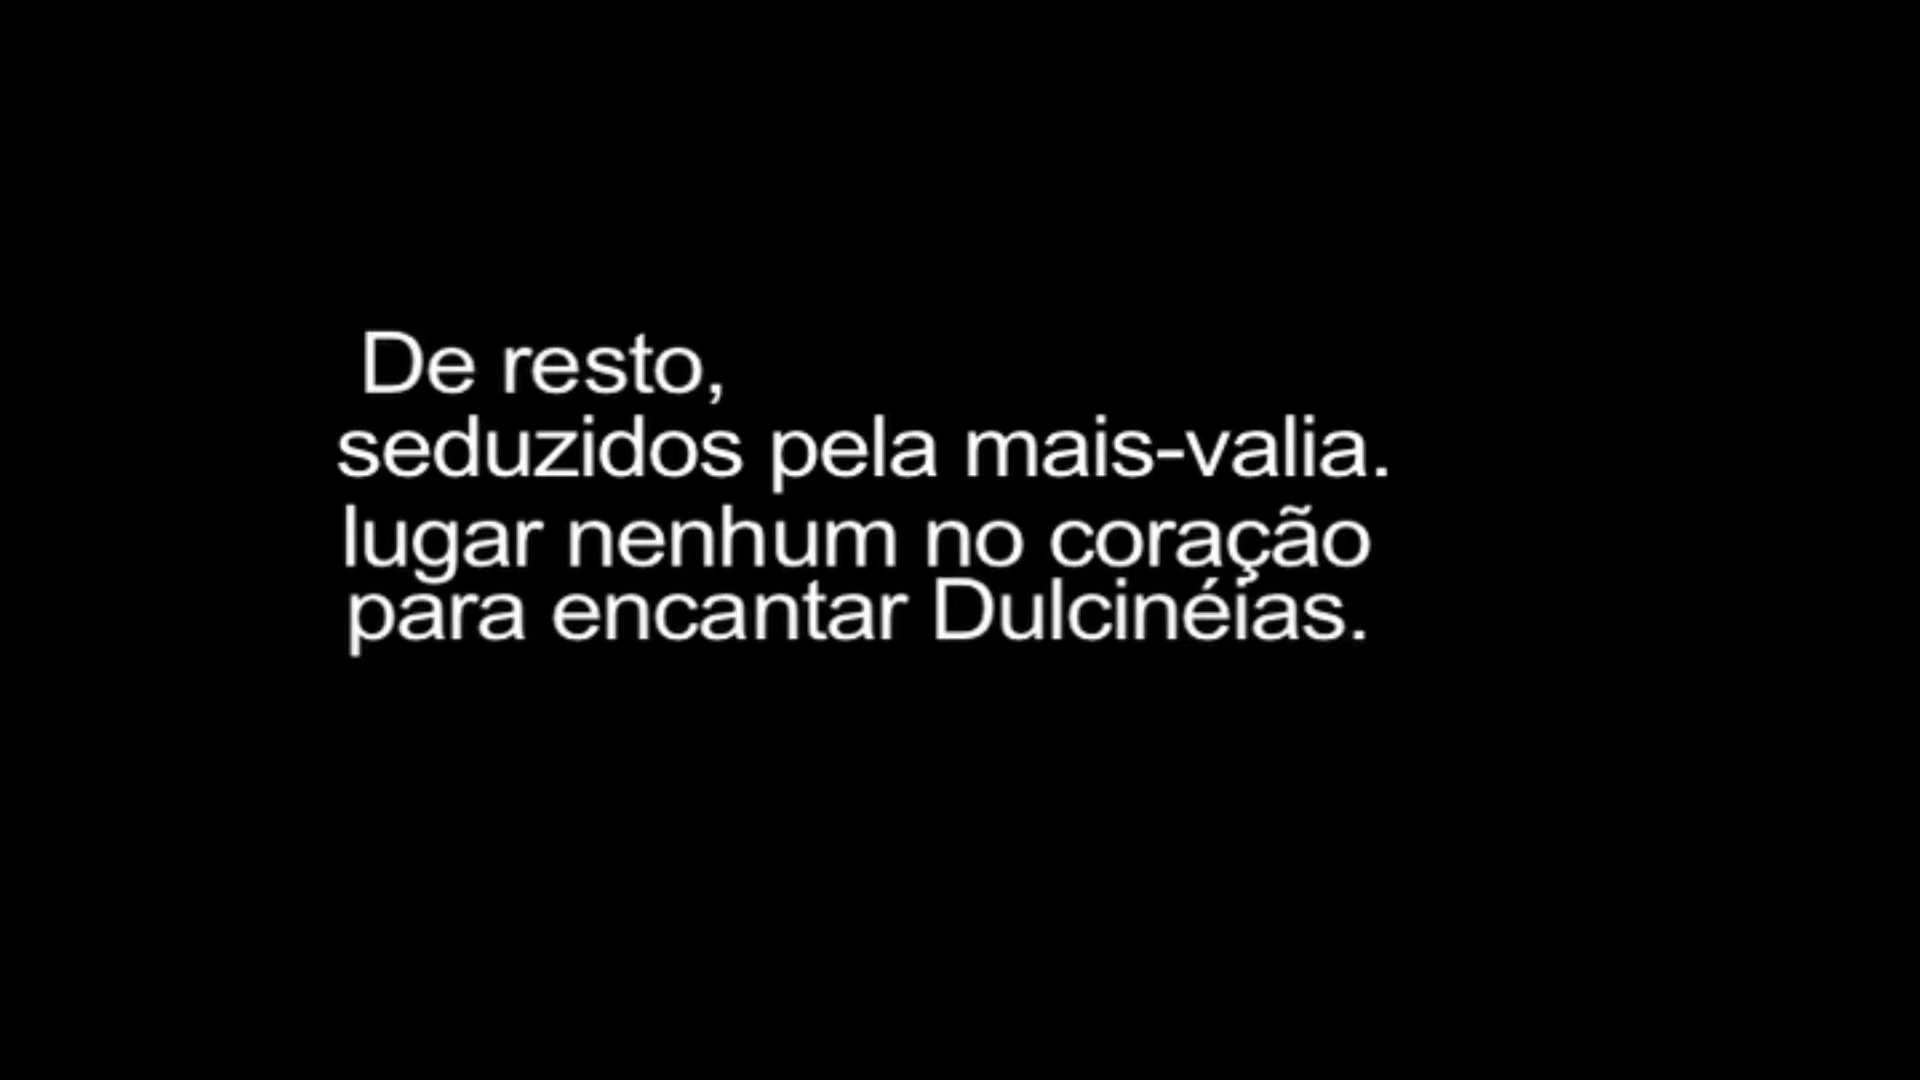 De resto,
seduzidos pela mais-valia.
lugar nenhum no coração
para encantar Dulcinéias.